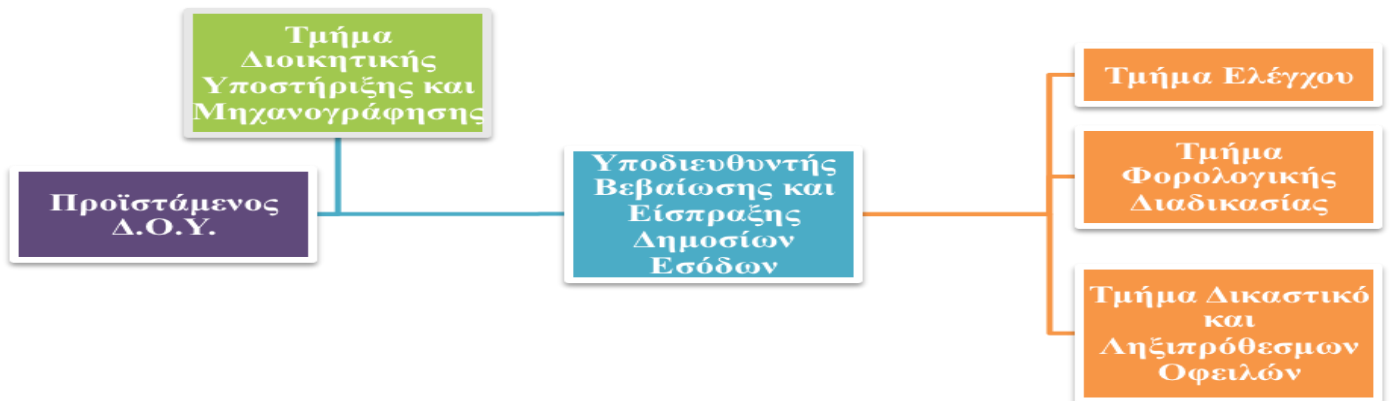 Τμήμα
Διοικητικής
Υποστήριξης και
Μηχανογράφησης
Προϊστάμενος
Δ.Ο.Υ.
Υποδιευθυντής
Βεβαίωσης και
Είσπραξης
Δημοσίων
Εσόδων
Τμήμα Ελέγχου
Τμήμα
Φορολογικής
Διαδικασίας
Τμήμα Δικαστικό
και
Ληξιπρόθεσμων
Οφειλών